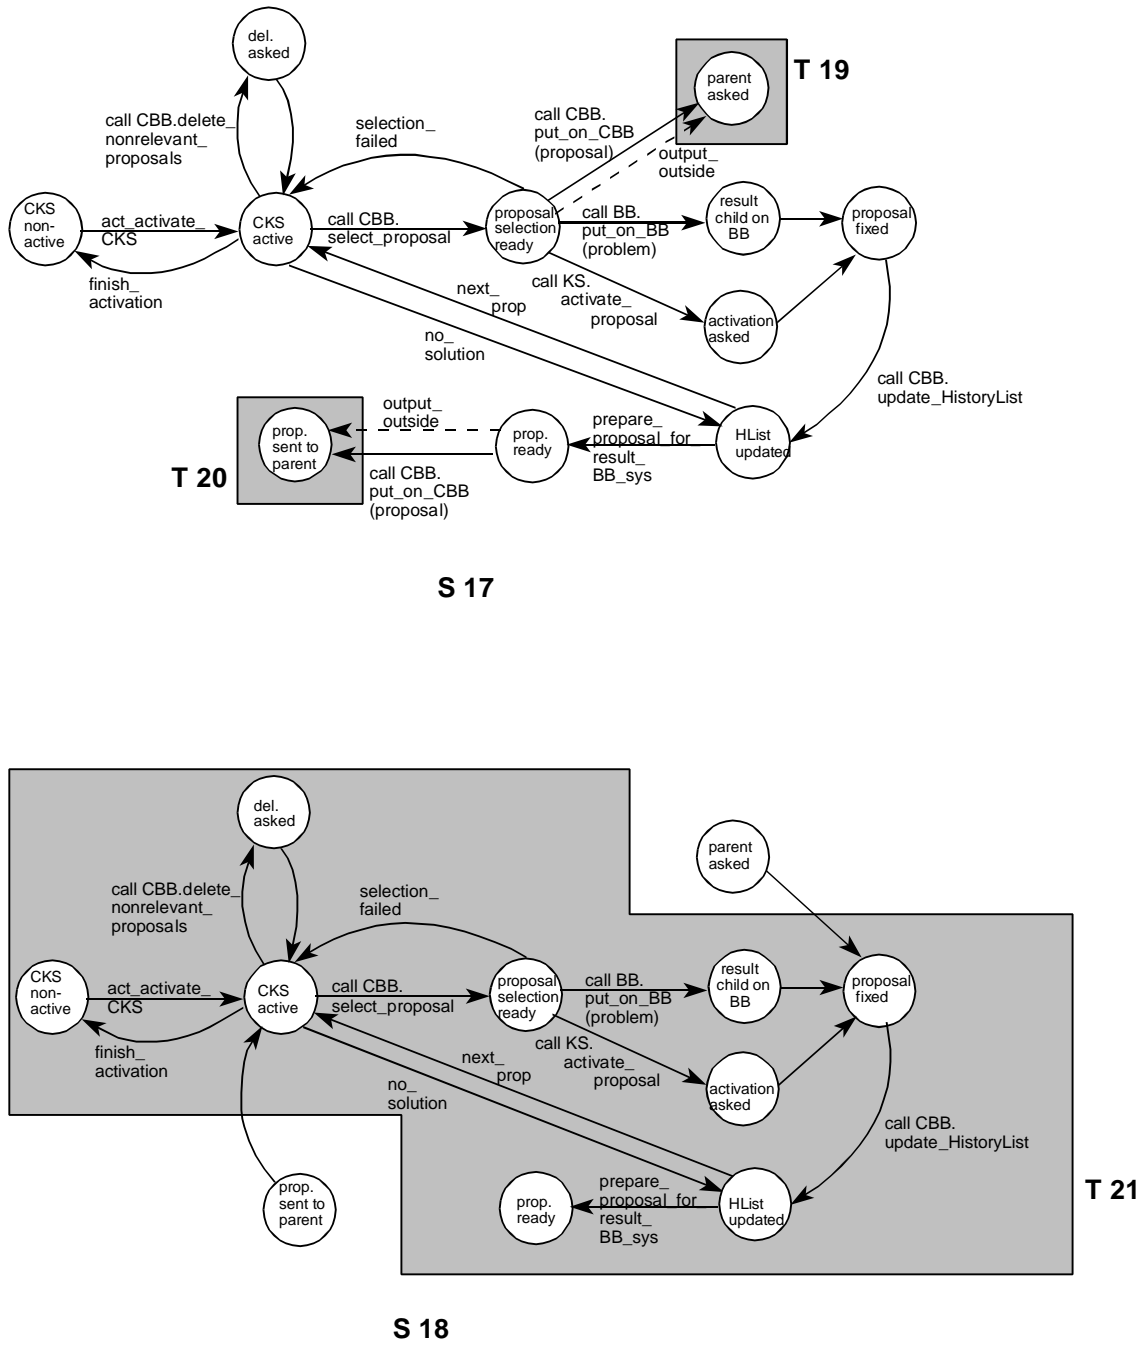 del.
asked
T 19
parent
asked
call CBB.
put_on_CBB
(proposal)
call CBB.delete_
nonrelevant_
proposals
selection_
failed
output_
outside
CKS
non-
active
act_activate_
CKS
CKS
active
call CBB.
select_proposal
proposal
selection
ready
call BB.
put_on_BB
(problem)
result
child on
BB
proposal
fixed
finish_
activation
next_
prop
call KS.
activate_
proposal
activation
asked
no_
solution
call CBB.
update_HistoryList
output_
outside
prop.
sent to
parent
prop.
ready
prepare_
proposal_for_
result_
BB_sys
HList
updated
T 20
call CBB.
put_on_CBB
(proposal)
S 17
del.
asked
parent
asked
call CBB.delete_
nonrelevant_
proposals
selection_
failed
CKS
non-
active
act_activate_
CKS
CKS
active
call CBB.
select_proposal
proposal
selection
ready
call BB.
put_on_BB
(problem)
result
child on
BB
proposal
fixed
finish_
activation
next_
prop
call KS.
activate_
proposal
activation
asked
no_
solution
call CBB.
update_HistoryList
prop.
sent to
parent
prop.
ready
prepare_
proposal_for_
result_
BB_sys
HList
updated
T 21
S 18